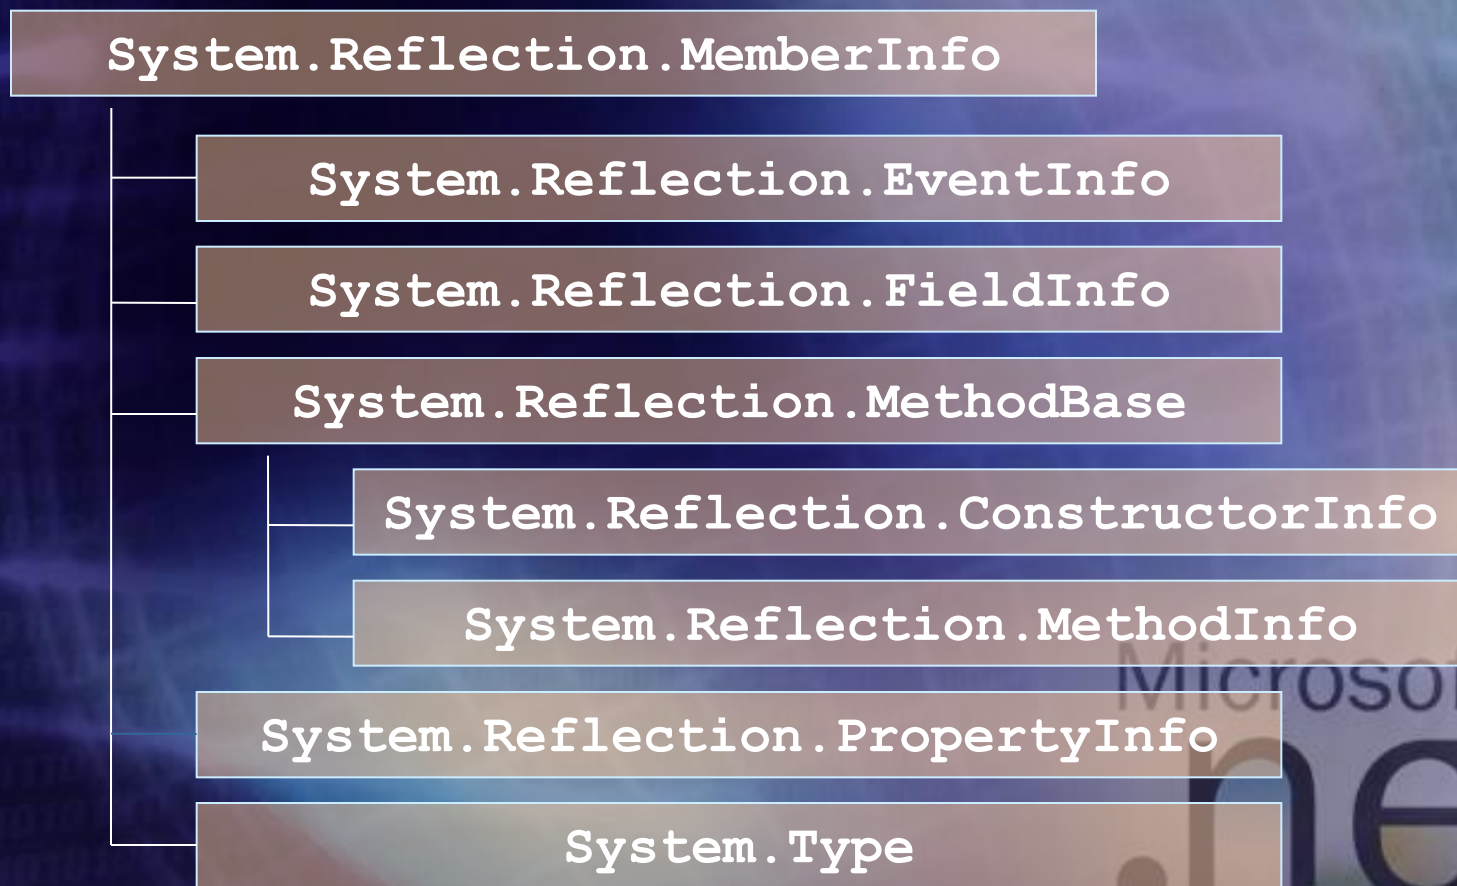 System.Reflection.MemberInfo
System.Reflection.EventInfo
System.Reflection.FieldInfo
System.Reflection.MethodBase
System.Reflection.ConstructorInfo
System.Reflection.MethodInfo
System.Reflection.PropertyInfo
System.Type